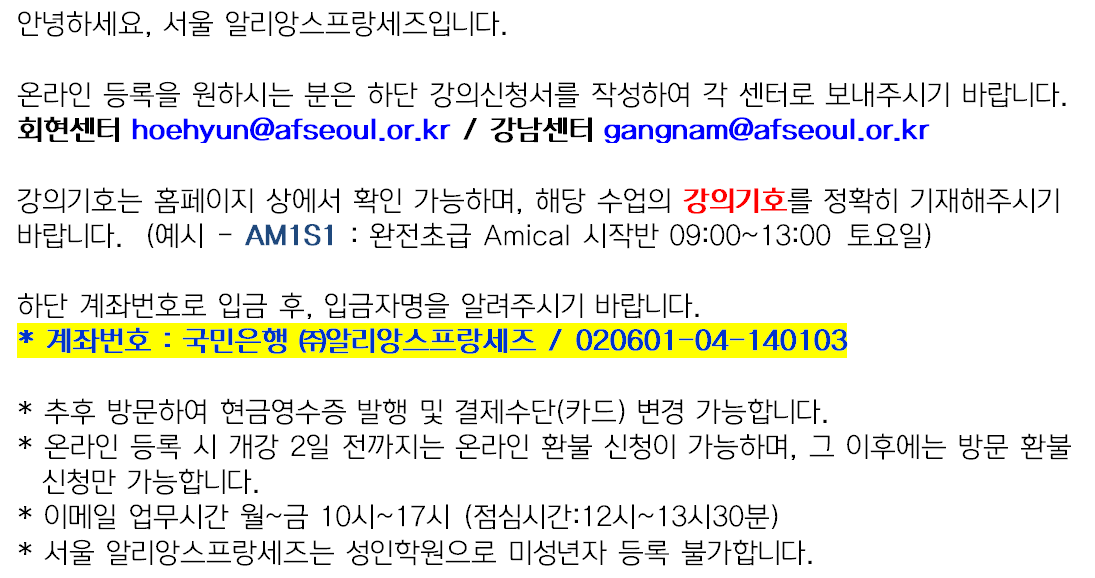 안녕하세요, 서울 알리앙스프랑세즈입니다.
온라인 등록을 원하시는 분은 하단 강의신청서를 작성하여 각 센터로 보내주시기 바랍니다.
회현센터 hoehyun@afseoul.or.kr / 강남센터 gangnam@afseoul.or.kr
강의기호는 홈페이지 상에서 확인 가능하며, 해당 수업의 강의기호를 정확히 기재해주시기
바랍니다. (예시 - AM1S1 : 완전초급 Amical 시작반 09:00~13:00 토요일)
하단 계좌번호로 입금 후, 입금자명을 알려주시기 바랍니다.
* 계좌번호 : 국민은행 ㈜알리앙스프랑세즈 / 020601-04-140103
* 추후 방문하여 현금영수증 발행 및 결제수단(카드) 변경 가능합니다.
* 온라인 등록 시 개강 2일 전까지는 온라인 환불 신청이 가능하며, 그 이후에는 방문 환불
신청만 가능합니다.
* 이메일 업무시간 월~금 10시~17시 (점심시간:12시~13시30분)
* 서울 알리앙스프랑세즈는 성인학원으로 미성년자 등록 불가합니다.